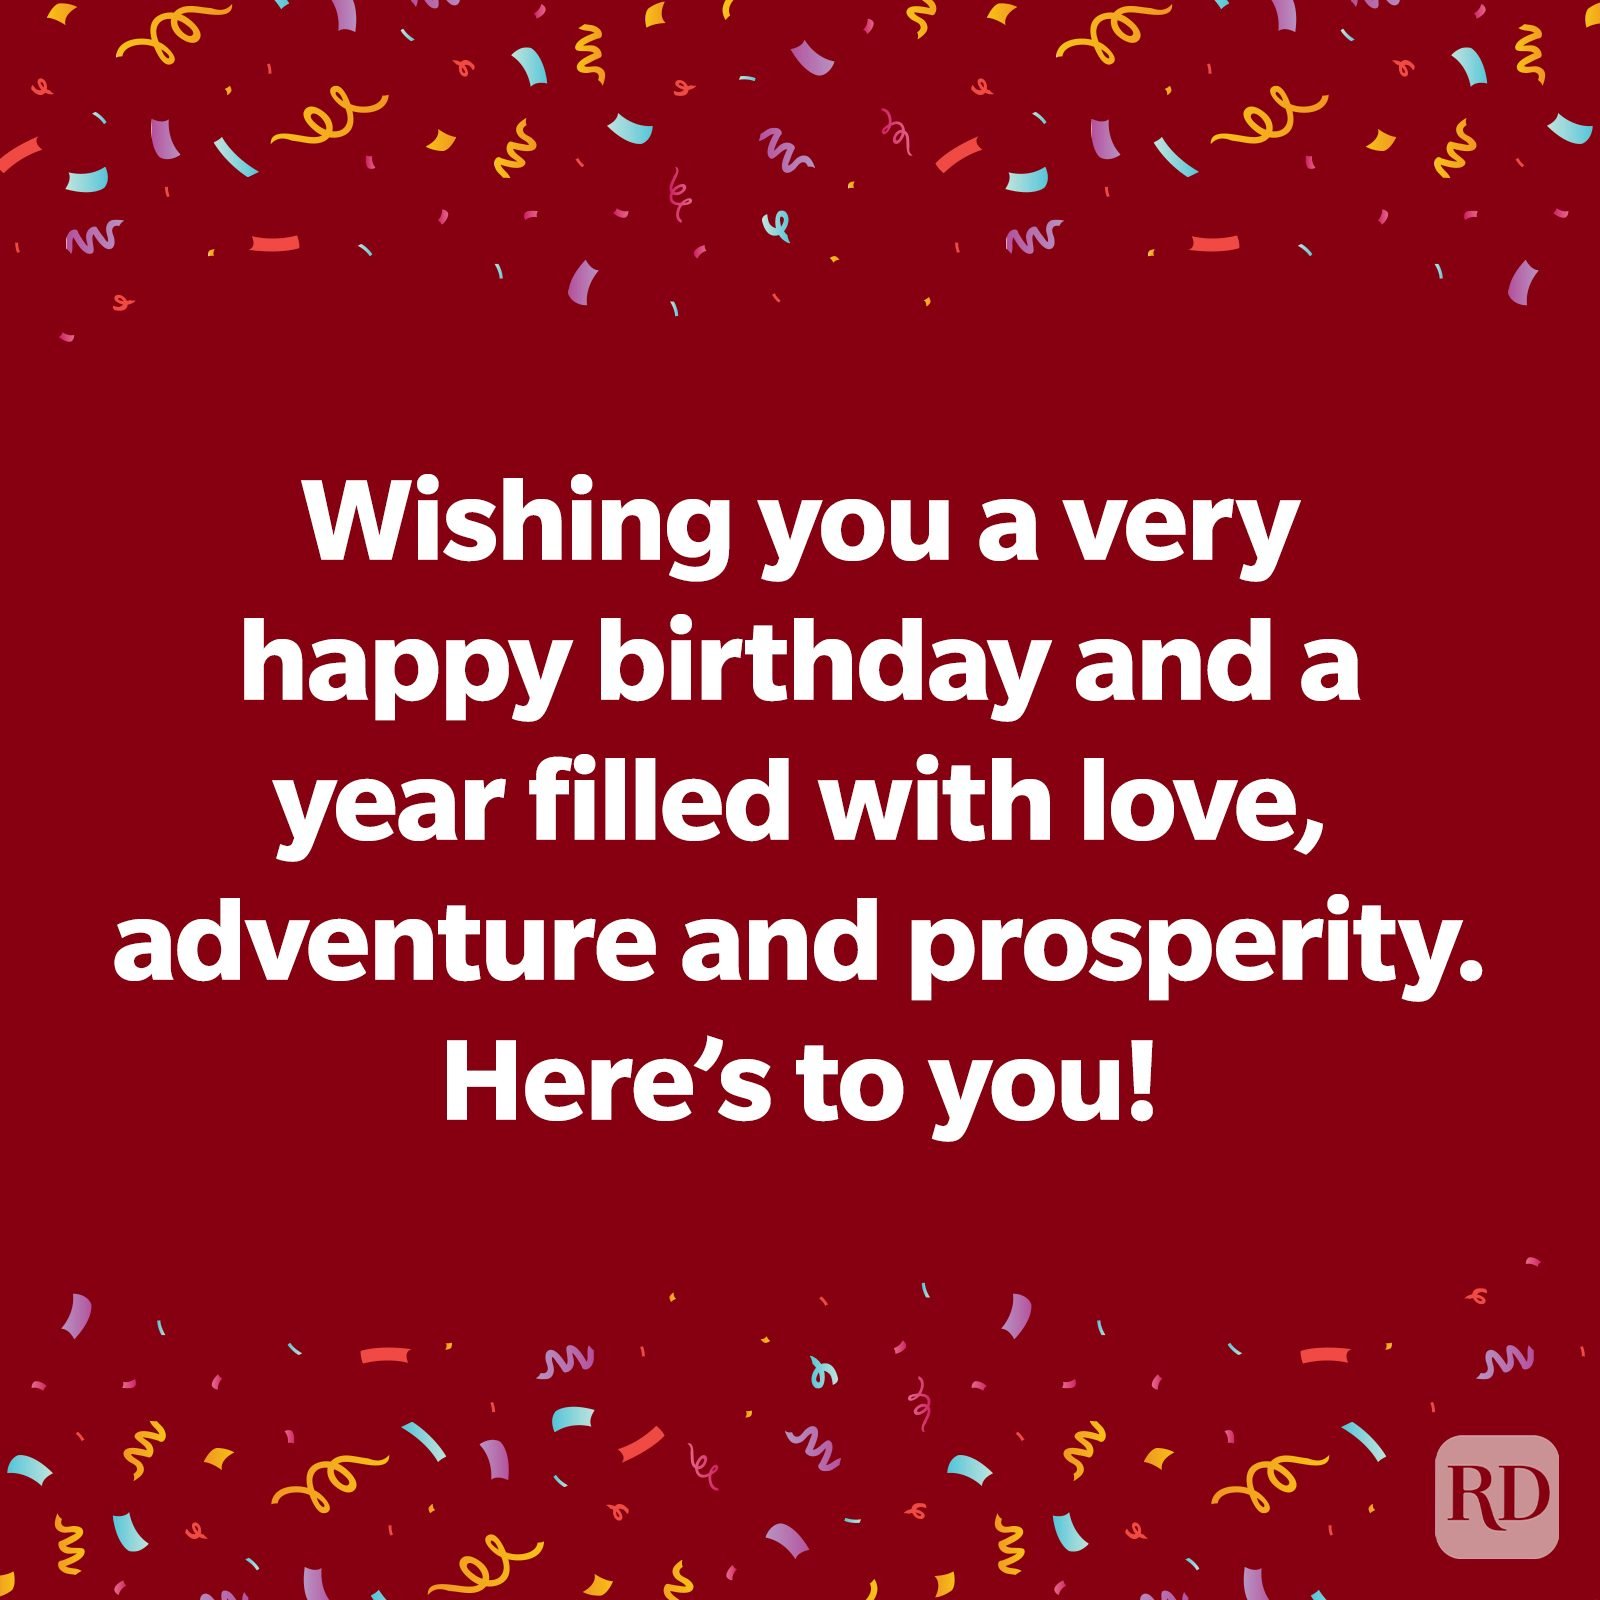 Wishing you a very
happy birthday and a
year filled with love,
adventure and prosperity.
Here’s to you!
RD